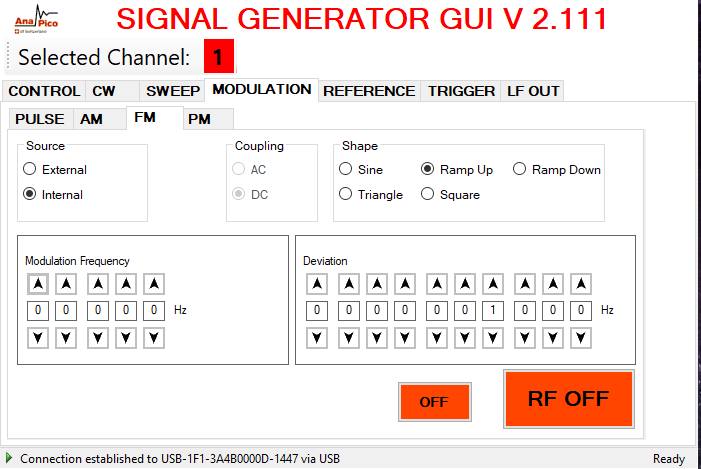 AnaPico
of Switzerland
SIGNAL GENERATOR GUI V 2.111
Selected Channel: 1
CONTROL CW SWEEP MODULATION REFERENCE TRIGGER LF OUT
PULSE AM FM PM
Source Coupling Shape
External AC Sine Ramp Up Ramp Down
Internal DC Triangle Square
Modulation Frequency Deviation
0 0 0 0 0 Hz 0 0 0 0 0 0 1 0 0 0 Hz
OFF RF OFF
Connection established to USB-1F1-3A4B0000D-1447 via USB Ready